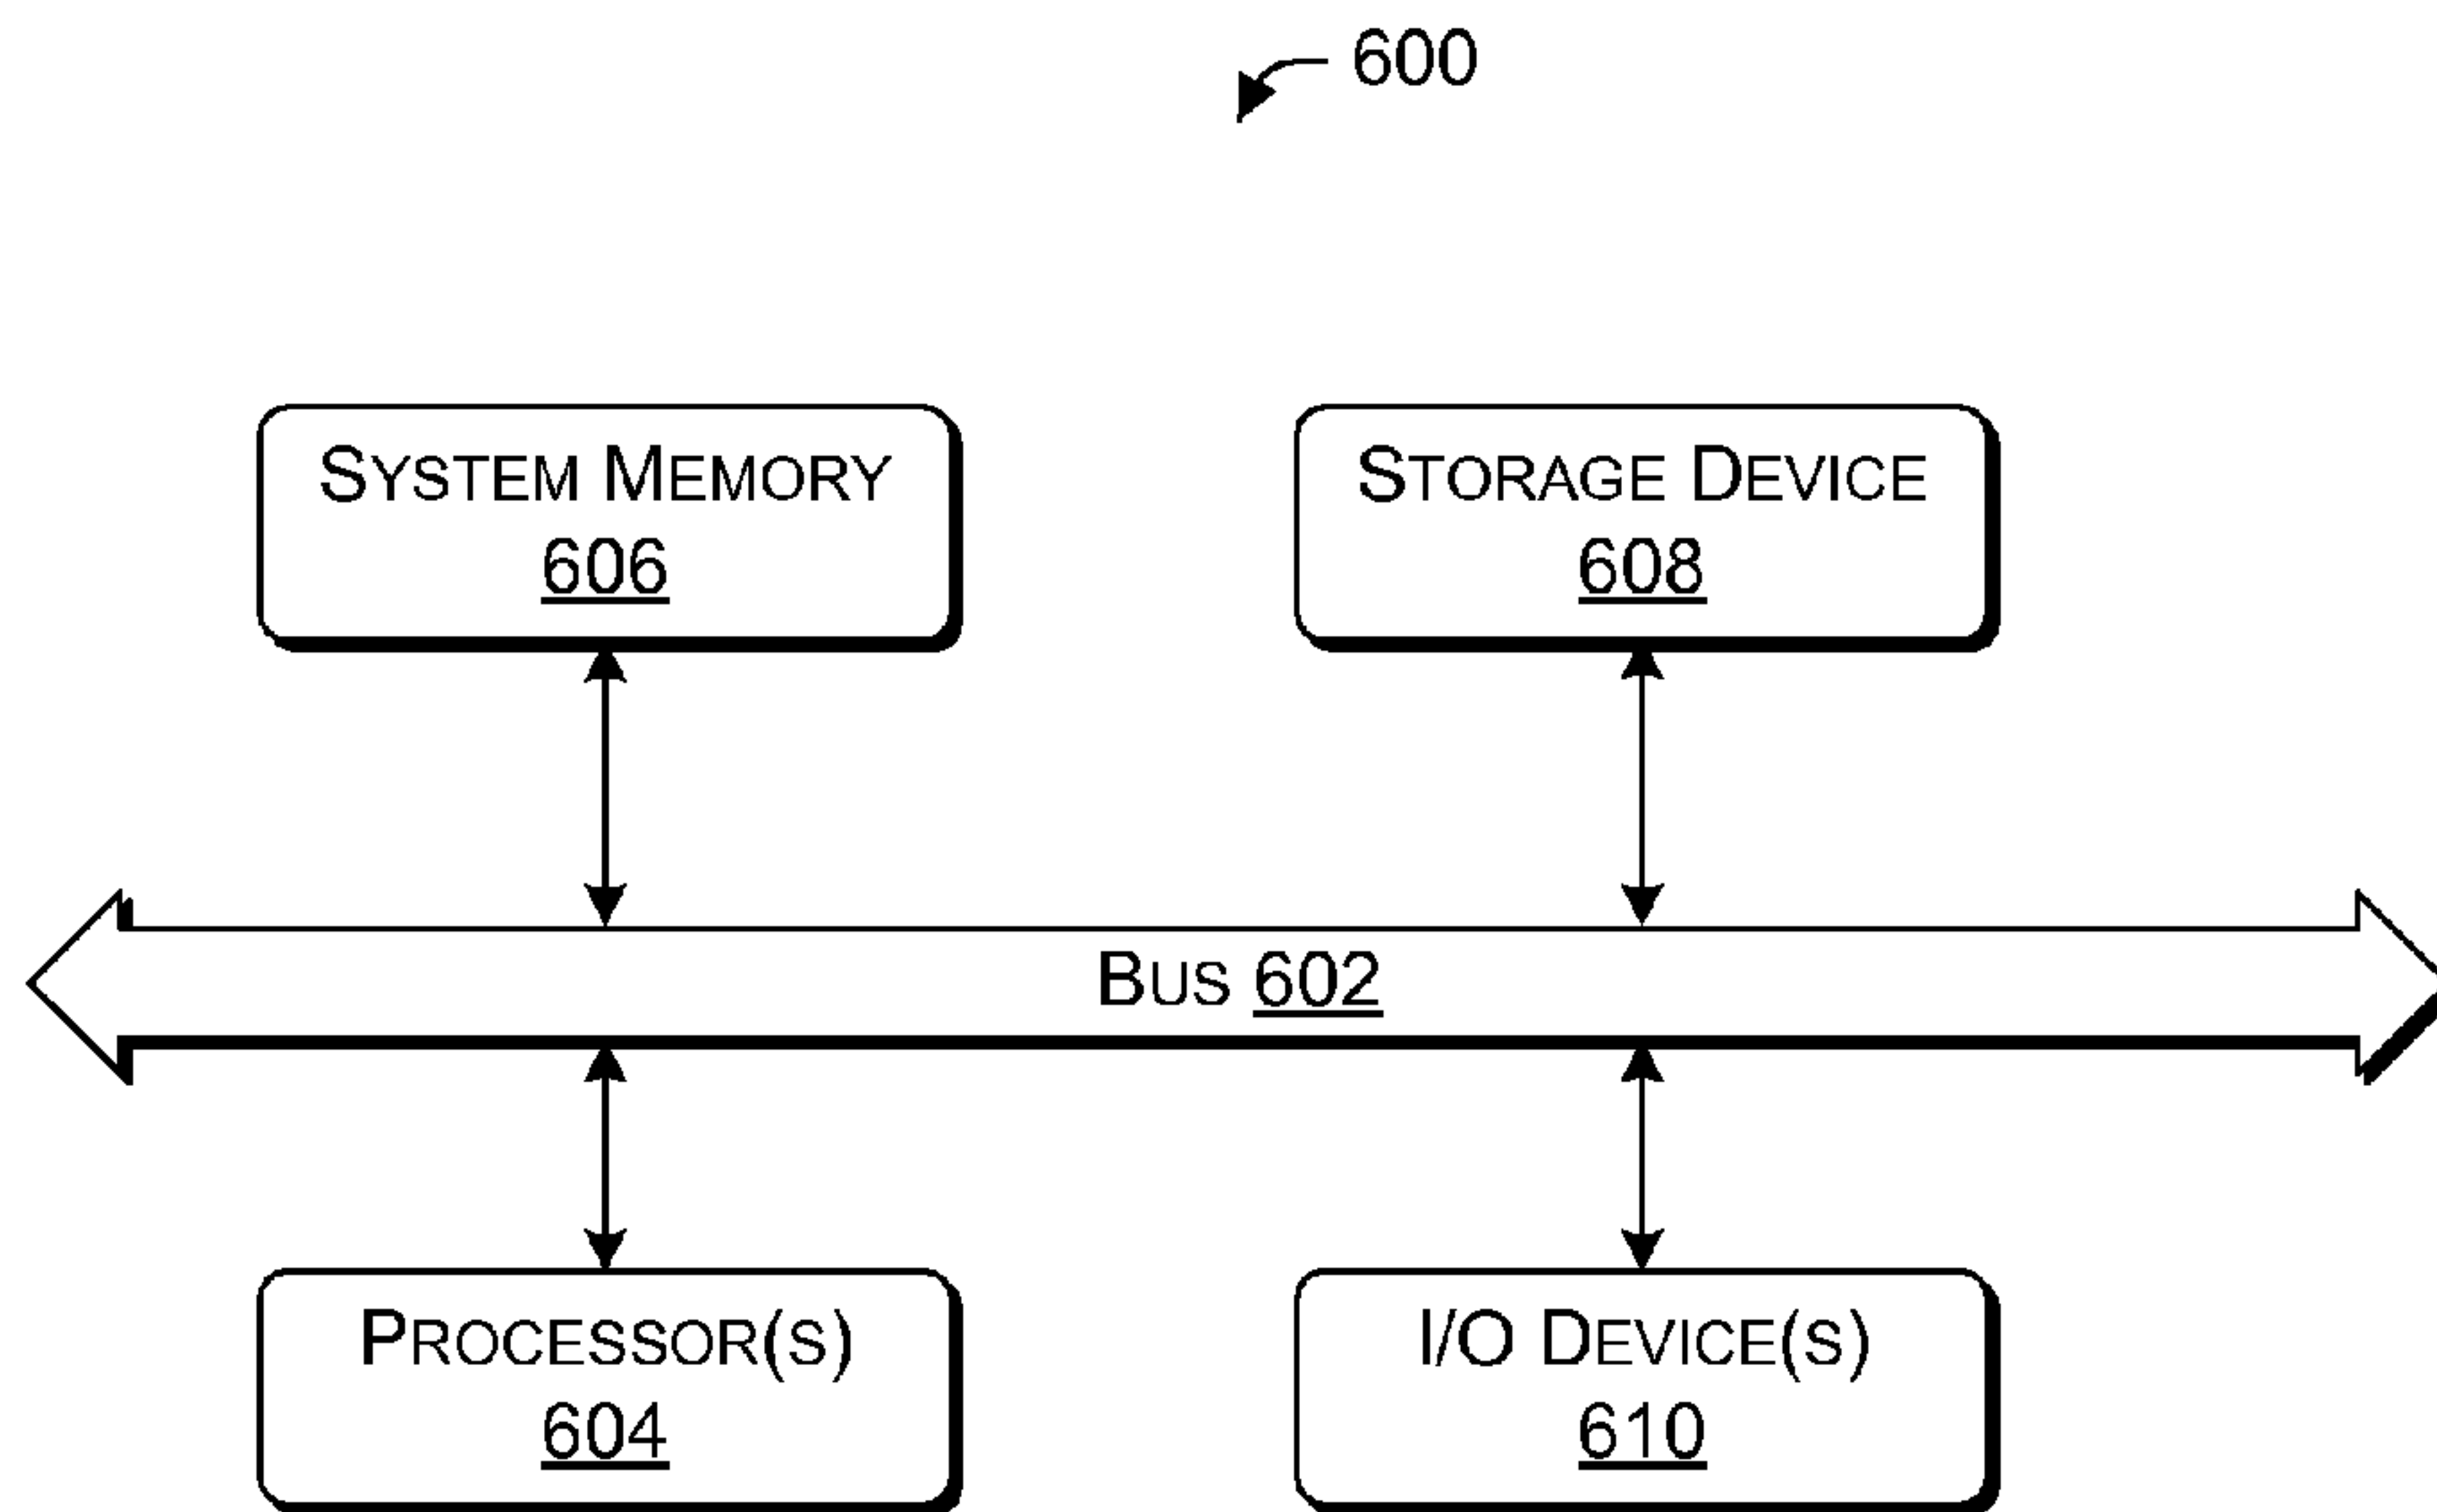 600
SYSTEM MEMORY
606
STORAGE DEVICE
608
BUS 602
PROCESSOR(S)
604
I/O DEVICE(S)
610